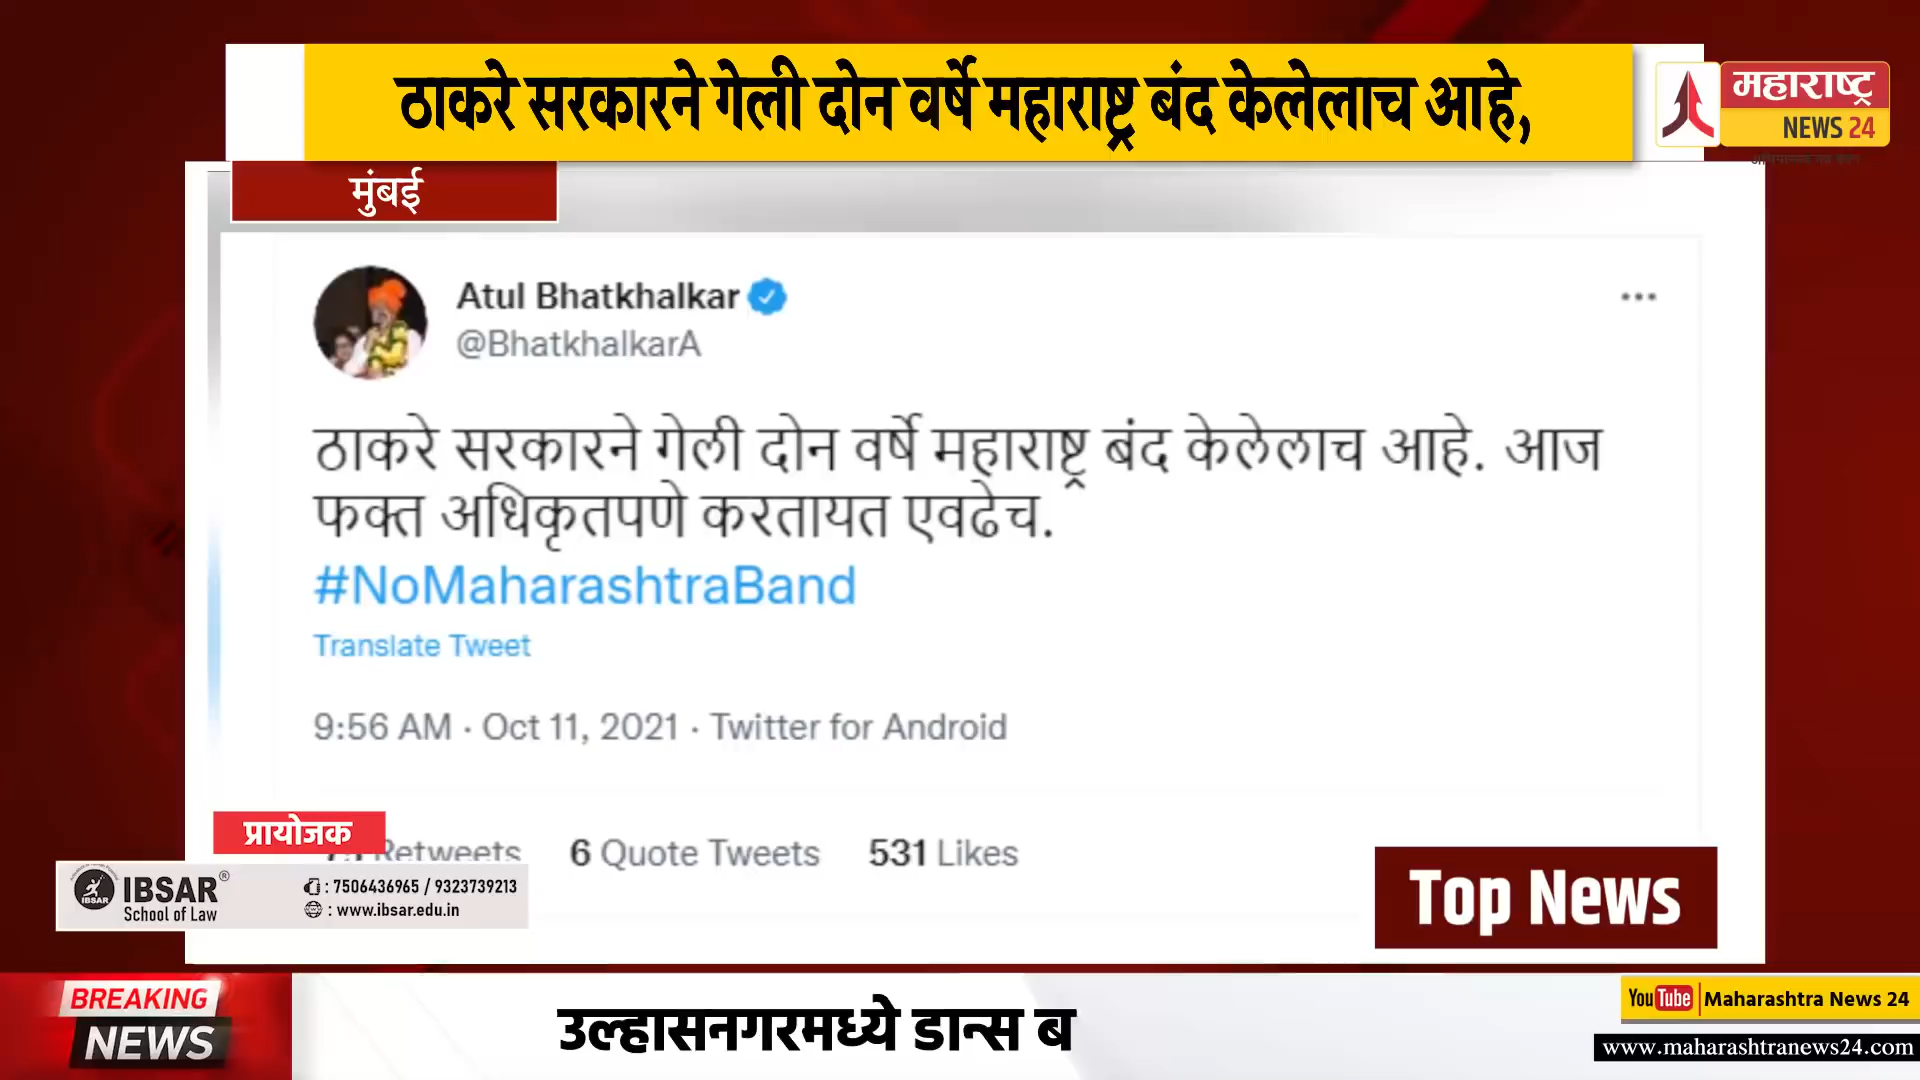 ठाकरे सरकारने गेली दोन वर्षे महाराष्ट्र बंद केलेलाच आहे,
महाराष्ट्र
NEWS 24
मुंबई
Atul Bhatkhalkar
@BhatkhalkarA
ठाकरे सरकारने गेली दोन वर्षे महाराष्ट्र बंद केलेलाच आहे. आज
फक्त अधिकृतपणे करतायत एवढेच.
#NoMaharashtraBand
Translate Tweet
9:56 AM · Oct 11, 2021 · Twitter for Android
प्रायोजक
Retweets 6 Quote Tweets 531 Likes
IBSAR®
IBSAR
School of Law
: 7506436965 / 9323739213
: www.ibsar.edu.in
Top News
BREAKING
NEWS
उल्हासनगरमध्ये डान्स ब
YouTube Maharashtra News 24
www.maharashtranews24.com